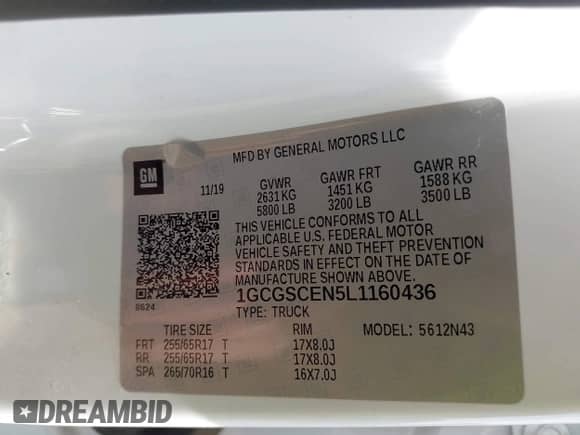 MFD BY GENERAL MOTORS LLC
GM
11/19
GVWR GAWR FRT GAWR RR
2631 KG 1451 KG 1588 KG
5800 LB 3200 LB 3500 LB
THIS VEHICLE CONFORMS TO ALL
APPLICABLE U.S. FEDERAL MOTOR
VEHICLE SAFETY AND THEFT PREVENTION
STANDARDS IN EFFECT ON THE DATE OF
MANUFACTURE SHOWN ABOVE.
8624
1GCGSCEN5L1160436
TYPE: TRUCK
TIRE SIZE RIM MODEL: 5612N43
FRT 255/65R17 T 17X8.0J
RR 255/65R17 T 17X8.0J
SPA 265/70R16 T 16X7.0J
DREAMBID